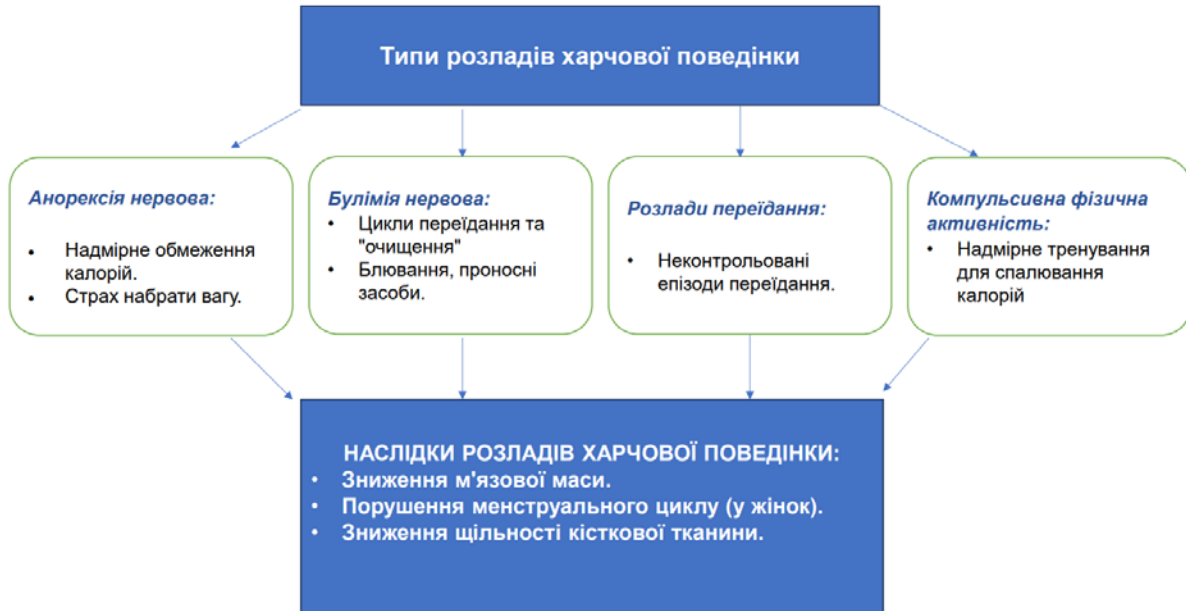 Типи розладів харчової поведінки
Анорексія нервова:
• Надмірне обмеження
калорій.
• Страх набрати вагу.
Булімія нервова:
• Цикли переїдання та
"очищення"
• Блювання, проносні
засоби.
Розлади переїдання:
• Неконтрольовані
епізоди переїдання.
Компульсивна фізична
активність:
• Надмірне тренування
для спалювання
калорій
НАСЛІДКИ РОЗЛАДІВ ХАРЧОВОЇ ПОВЕДІНКИ:
• Зниження м'язової маси.
• Порушення менструального циклу (у жінок).
• Зниження щільності кісткової тканини.